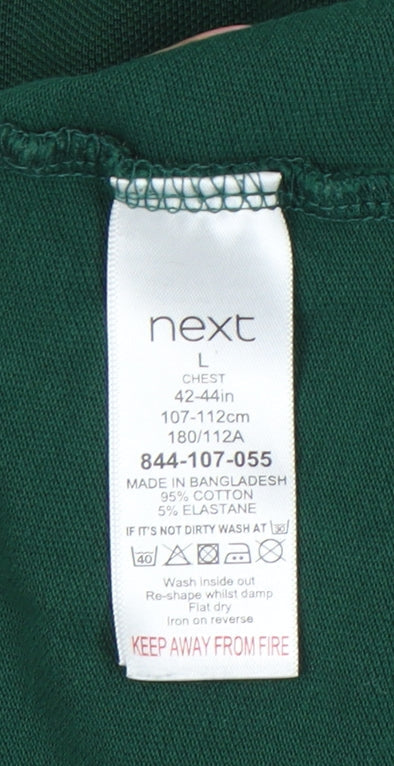 next
L
CHEST
42-44in
107-112cm
180/112A
844-107-055
MADE IN BANGLADESH
95% COTTON
5% ELASTANE
IF IT'S NOT DIRTY WASH AT 30
40
Wash inside out
Re-shape whilst damp
Flat dry
Iron on reverse
KEEP AWAY FROM FIRE